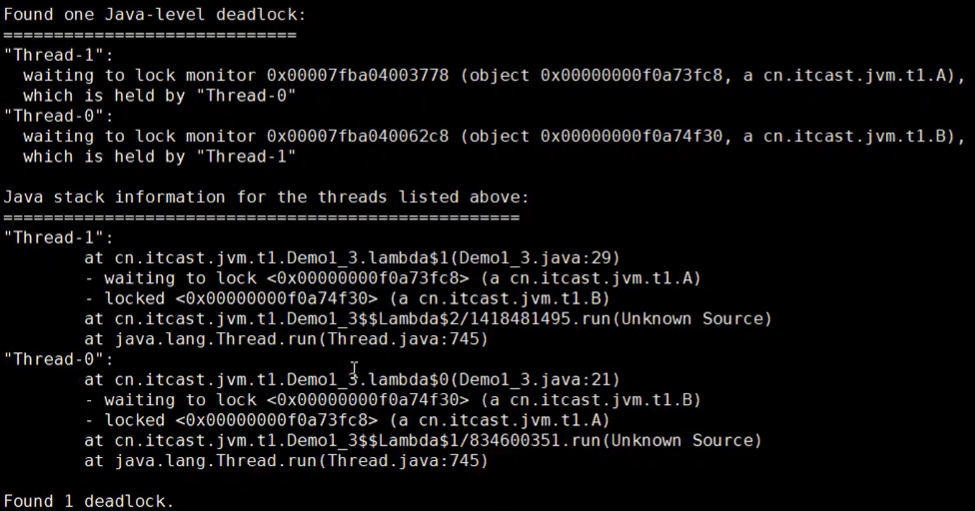 Found one Java-level deadlock:
=============================
"Thread-1":
  waiting to lock monitor 0x00007fba04003778 (object 0x00000000f0a73fc8, a cn.itcast.jvm.t1.A),
  which is held by "Thread-0"
"Thread-0":
  waiting to lock monitor 0x00007fba040062c8 (object 0x00000000f0a74f30, a cn.itcast.jvm.t1.B),
  which is held by "Thread-1"

Java stack information for the threads listed above:
===================================================
"Thread-1":
        at cn.itcast.jvm.t1.Demo1_3.lambda$1(Demo1_3.java:29)
        - waiting to lock <0x00000000f0a73fc8> (a cn.itcast.jvm.t1.A)
        - locked <0x00000000f0a74f30> (a cn.itcast.jvm.t1.B)
        at cn.itcast.jvm.t1.Demo1_3$$Lambda$2/1418481495.run(Unknown Source)
        at java.lang.Thread.run(Thread.java:745)
"Thread-0":
        at cn.itcast.jvm.t1.Demo1_3.lambda$0(Demo1_3.java:21)
        - waiting to lock <0x00000000f0a74f30> (a cn.itcast.jvm.t1.B)
        - locked <0x00000000f0a73fc8> (a cn.itcast.jvm.t1.A)
        at cn.itcast.jvm.t1.Demo1_3$$Lambda$1/834600351.run(Unknown Source)
        at java.lang.Thread.run(Thread.java:745)

Found 1 deadlock.